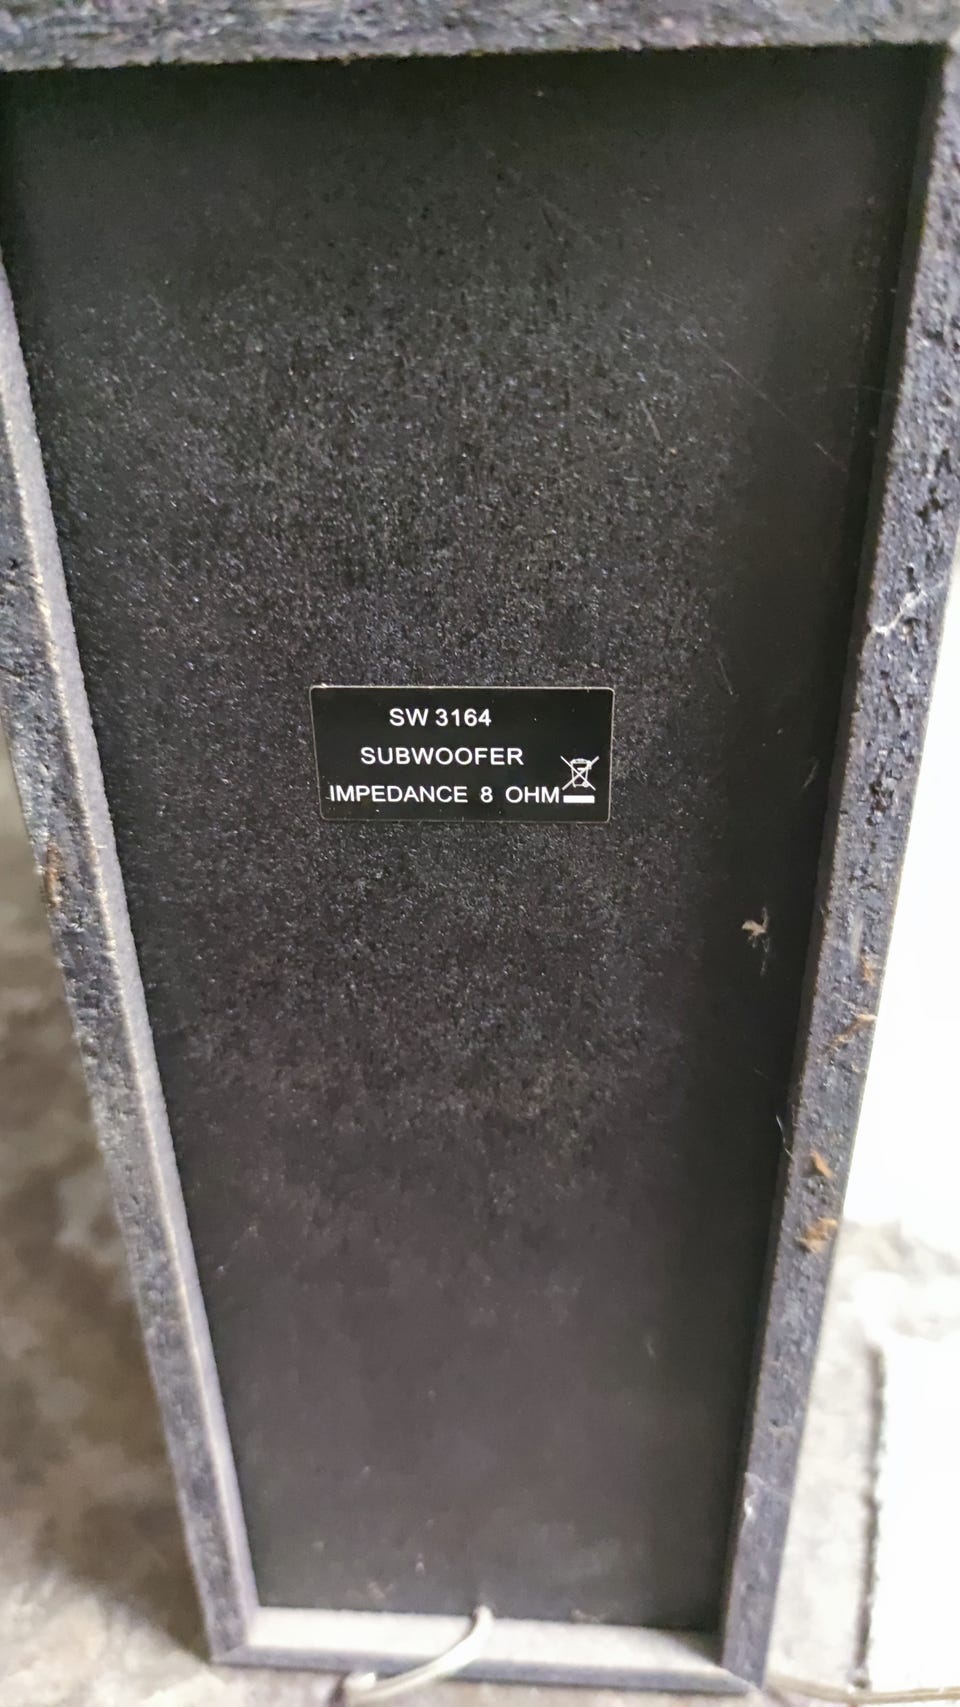 SW 3164
SUBWOOFER
IMPEDANCE 8 OHM